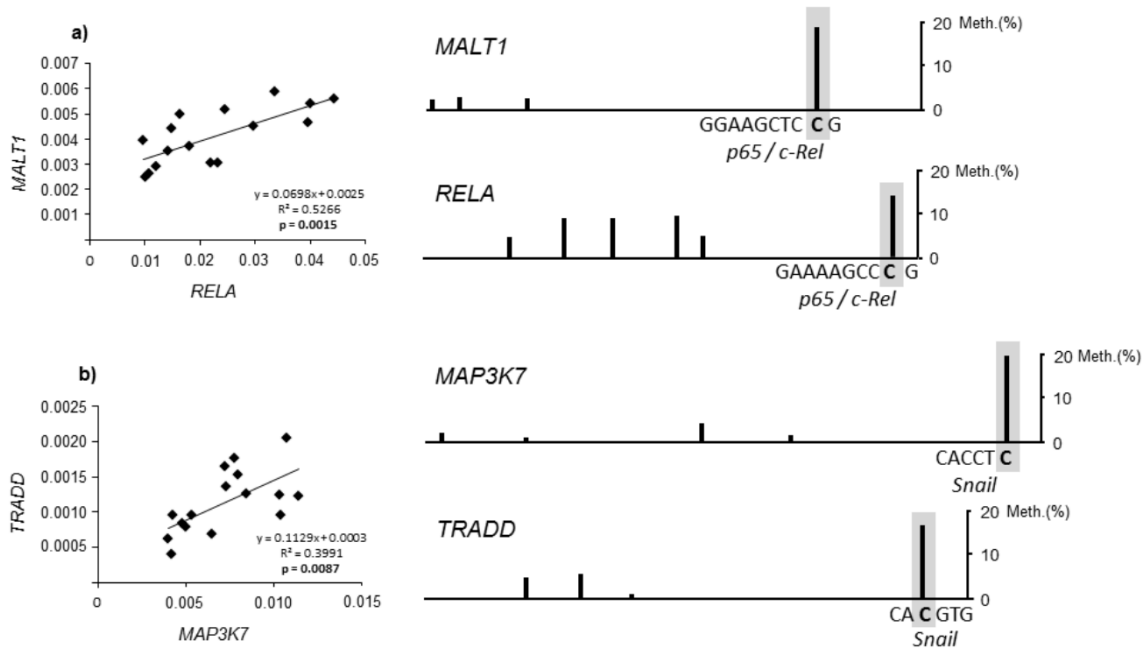 a)
0.007
0.006
0.005
0.004
0.003
0.002
0.001
MALT1
y = 0.0698x+0.0025
R² = 0.5266
p = 0.0015
0 0.01 0.02 0.03 0.04 0.05
RELA
MALT1
20 Meth.(%)
10
0
GGAAGCTC C G
p65 / c-Rel
RELA
20 Meth.(%)
10
0
GAAAAGCC C G
p65 / c-Rel
b)
0.0025
0.0020
0.0015
0.0010
0.0005
TRADD
y = 0.1129x+0.0003
R² = 0.3991
p = 0.0087
0 0.005 0.010 0.015
MAP3K7
MAP3K7
20 Meth.(%)
10
0
CACCT C
Snail
TRADD
20 Meth.(%)
10
0
CA C GTG
Snail